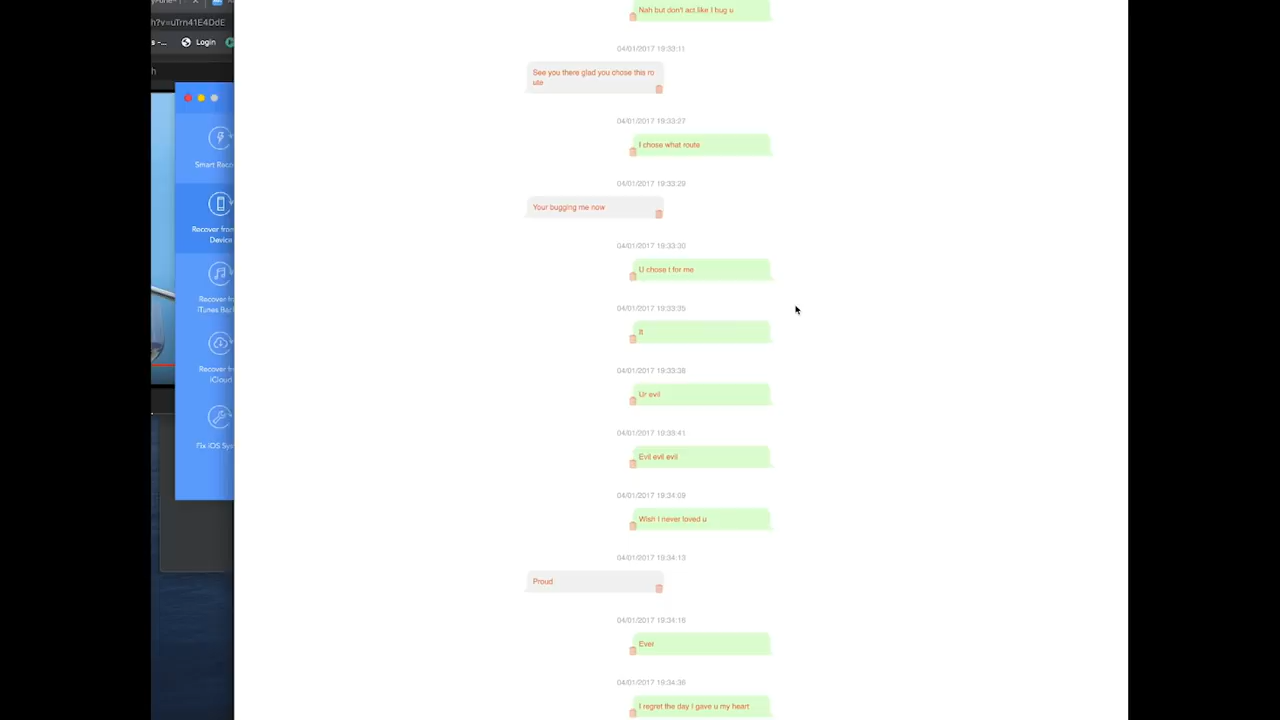 h?v=uTrn41E4DdE
Login
Nah but don't act like I bug u
04/01/2017 19:33:11
See you there glad you chose this ro
ute
04/01/2017 19:33:27
I chose what route
04/01/2017 19:33:29
Your bugging me now
04/01/2017 19:33:30
U chose t for me
04/01/2017 19:33:35
It
04/01/2017 19:33:38
Ur evil
04/01/2017 19:33:41
Evil evil evil
04/01/2017 19:34:09
Wish I never loved u
04/01/2017 19:34:13
Proud
04/01/2017 19:34:16
Ever
04/01/2017 19:34:36
I regret the day I gave u my heart
Smart Reco
Recover from
Device
Recover fr
iTunes Ba
Recover fr
iCloud
Fix iOS Sys